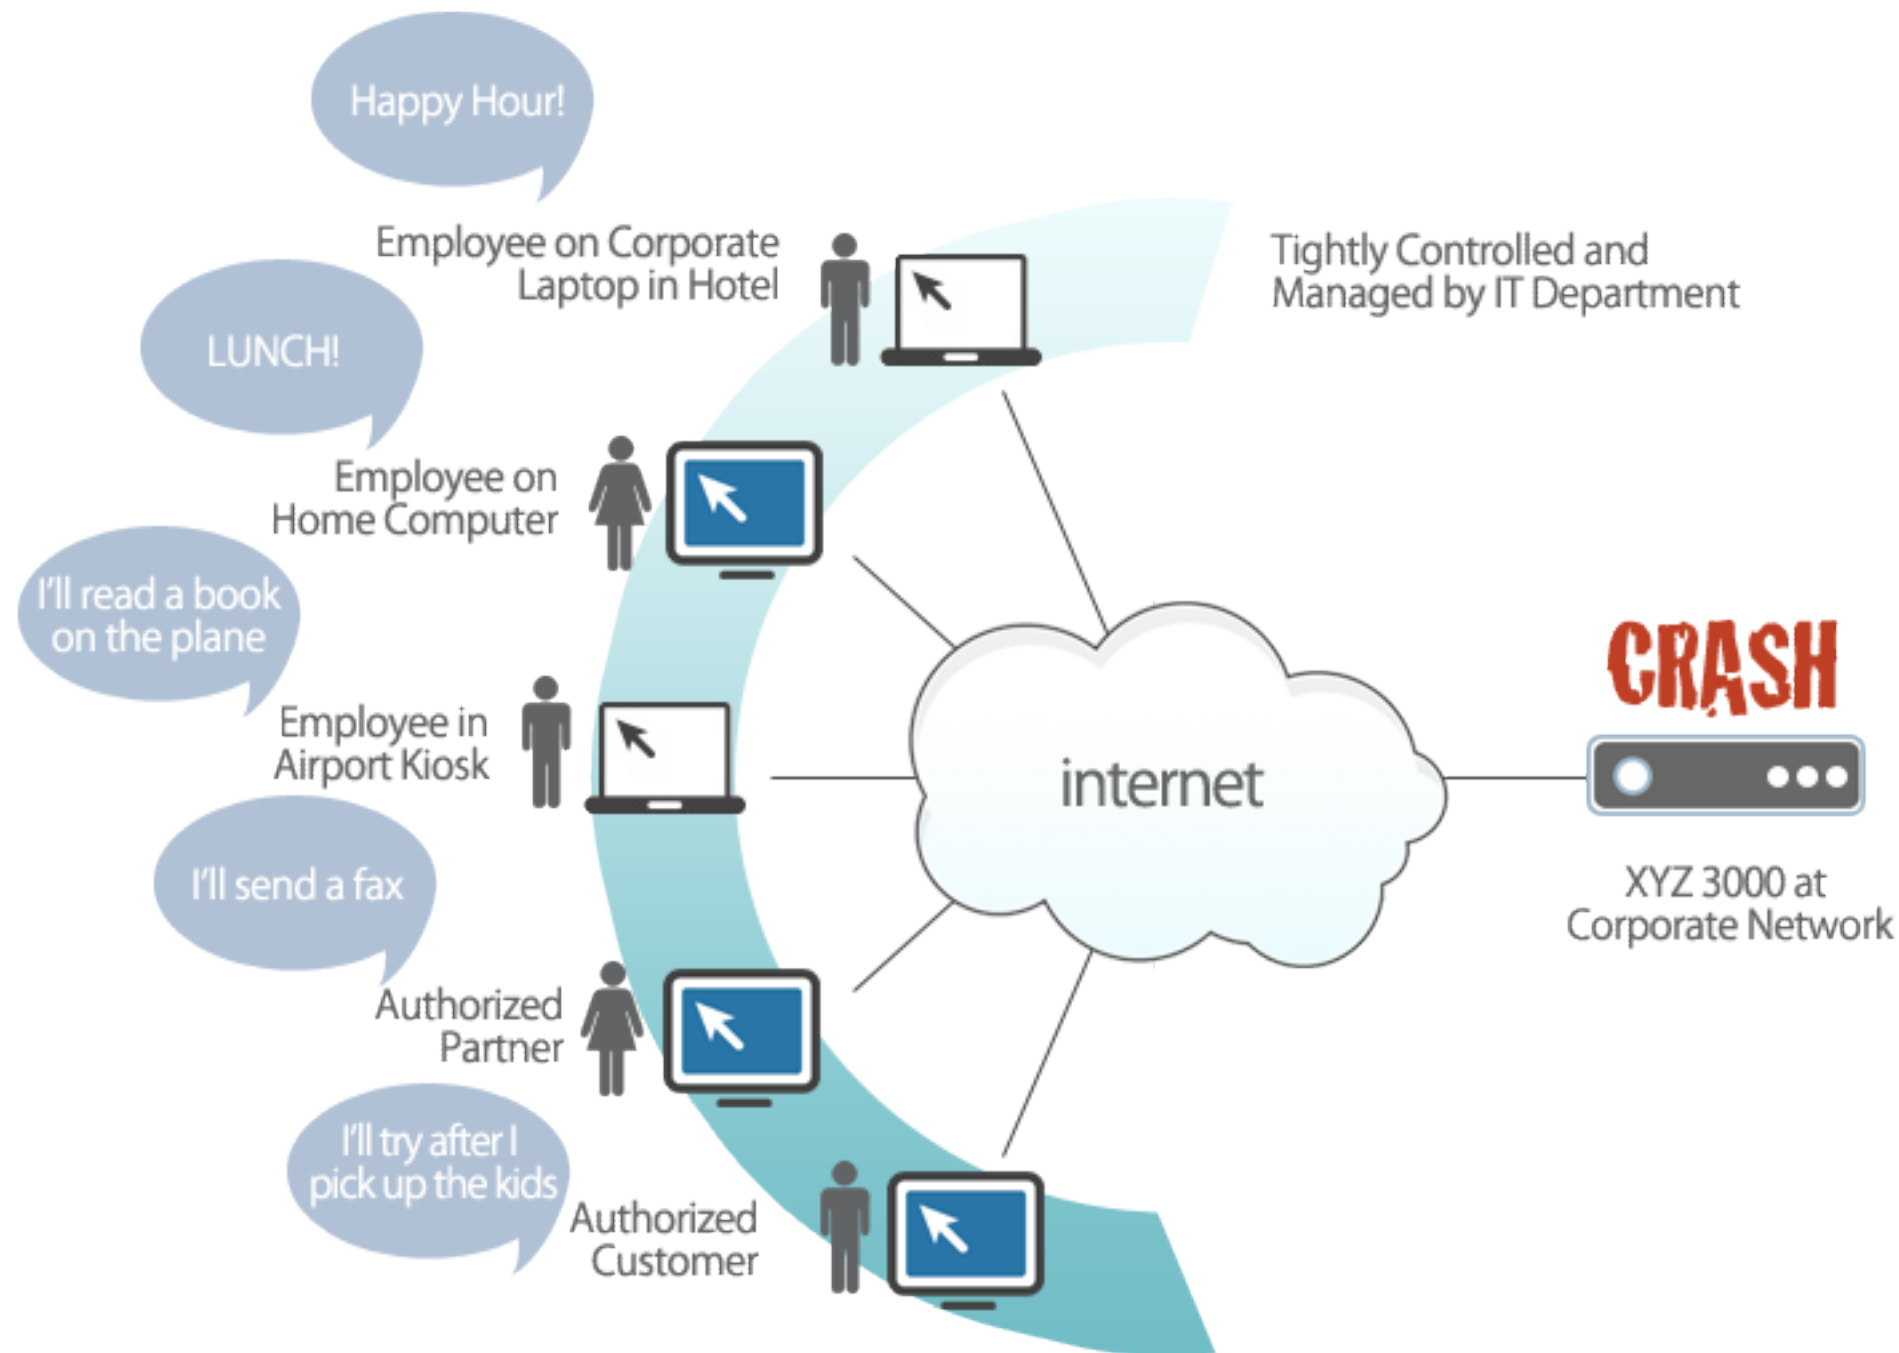 Happy Hour!
Employee on Corporate
Laptop in Hotel
Tightly Controlled and
Managed by IT Department
LUNCH!
Employee on
Home Computer
I'll read a book
on the plane
Employee in
Airport Kiosk
internet
CRASH
XYZ 3000 at
Corporate Network
I'll send a fax
Authorized
Partner
I'll try after I
pick up the kids
Authorized
Customer